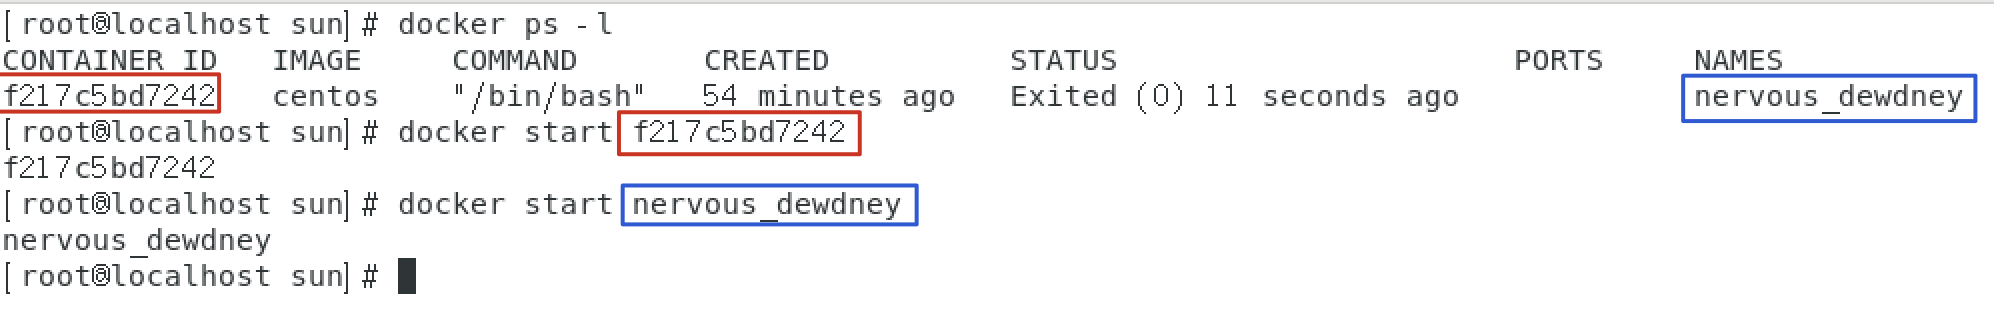 [root@localhost sun]# docker ps -l
CONTAINER ID   IMAGE     COMMAND       CREATED          STATUS                      PORTS     NAMES
f217c5bd7242   centos    "/bin/bash"   54 minutes ago   Exited (0) 11 seconds ago             nervous_dewdney
[root@localhost sun]# docker start f217c5bd7242
f217c5bd7242
[root@localhost sun]# docker start nervous_dewdney
nervous_dewdney
[root@localhost sun]#